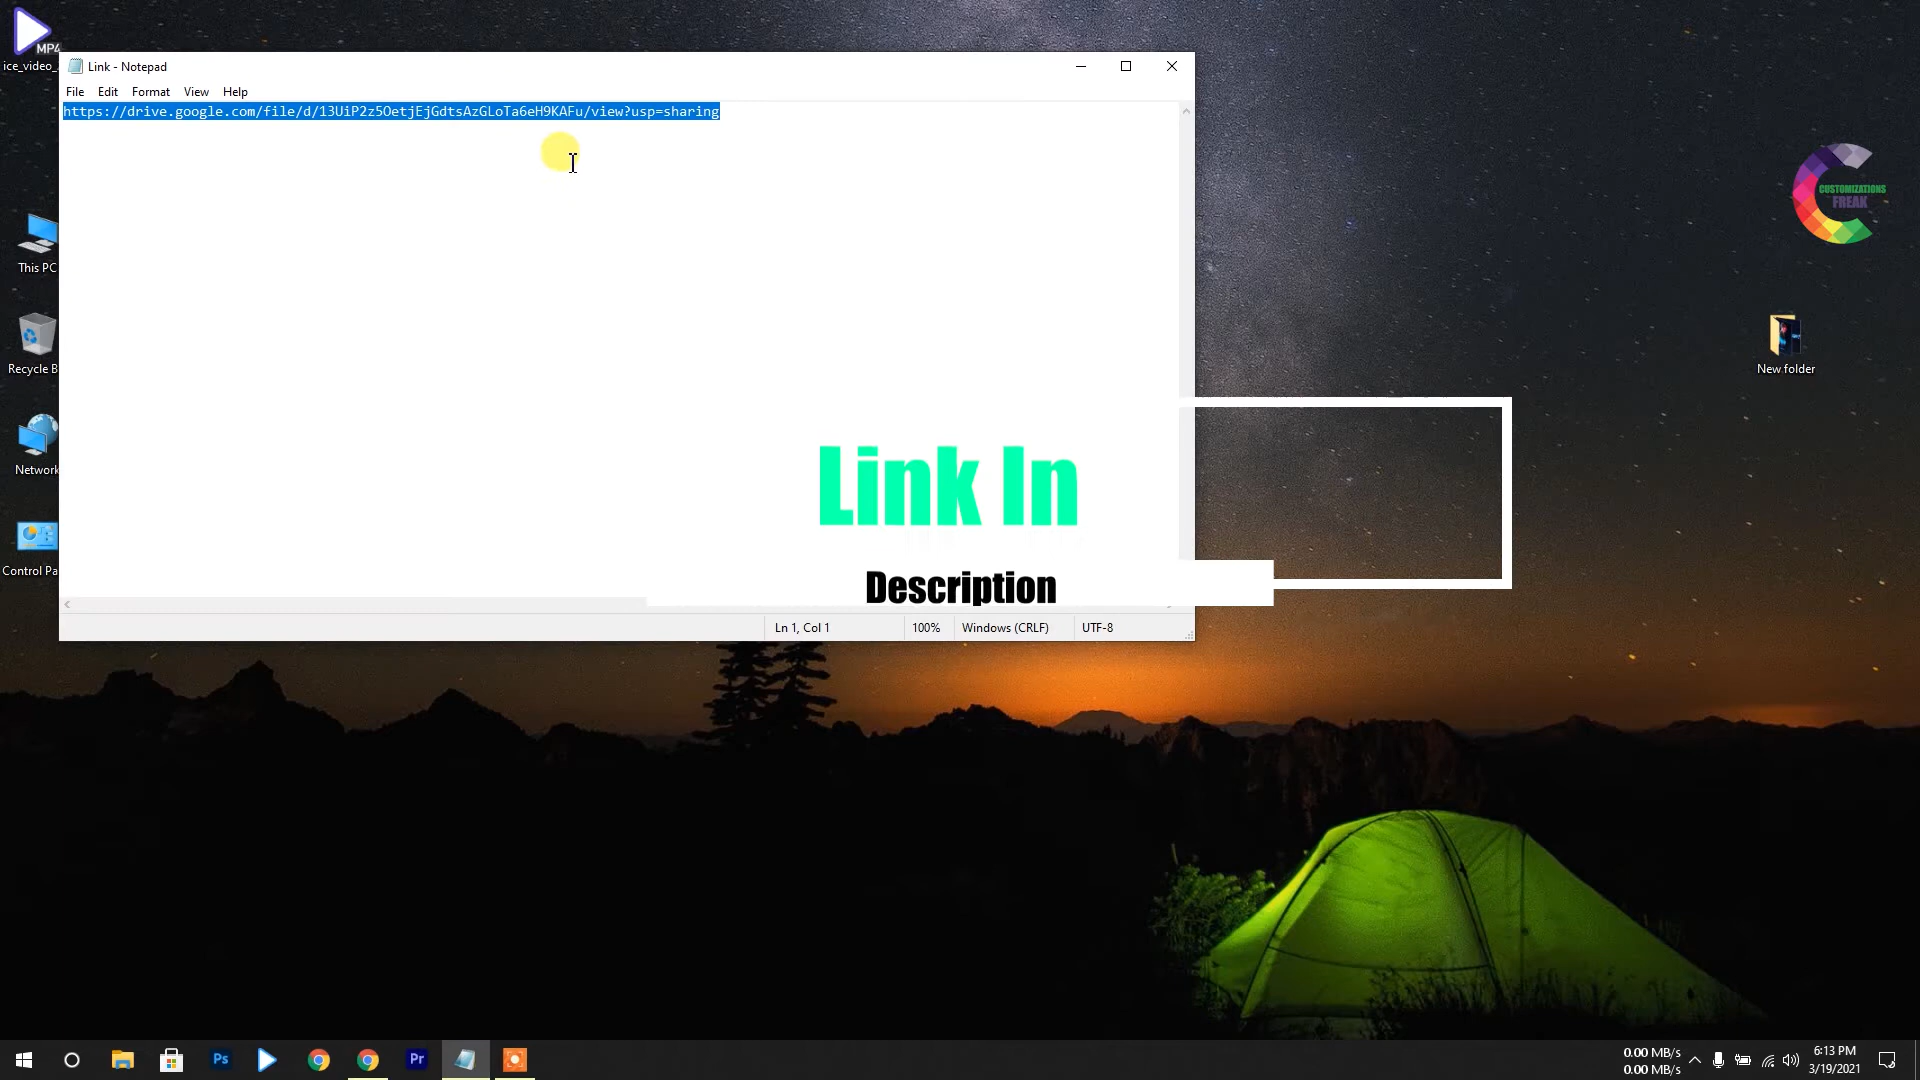 MP4
ice_video_
Link - Notepad
File Edit Format View Help
https://drive.google.com/file/d/13UiP2z5OetjEjGdtsAzGLoTa6eH9KAFu/view?usp=sharing
CUSTOMIZATIONS
FREAK
This PC
Recycle B
New folder
Network
Link In
Control Pa
Description
Ln 1, Col 1 100% Windows (CRLF) UTF-8
Ps
Pr
0.00 MB/s
0.00 MB/s
6:13 PM
3/19/2021